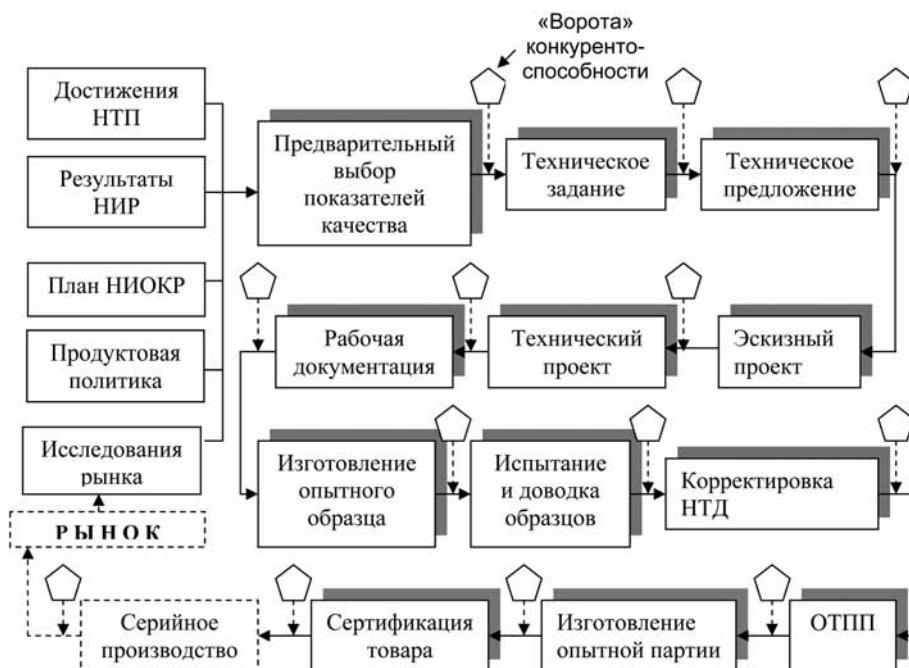 «Ворота»
конкуренто-
способности
Достижения
НТП
Результаты
НИР
План НИОКР
Продуктовая
политика
Исследования
рынка
РЫНОК
Предварительный
выбор
показателей
качества
Техническое
задание
Техническое
предложение
Эскизный
проект
Технический
проект
Рабочая
документация
Изготовление
опытного
образца
Испытание
и доводка
образцов
Корректировка
НТД
ОТПП
Изготовление
опытной партии
Сертификация
товара
Серийное
производство